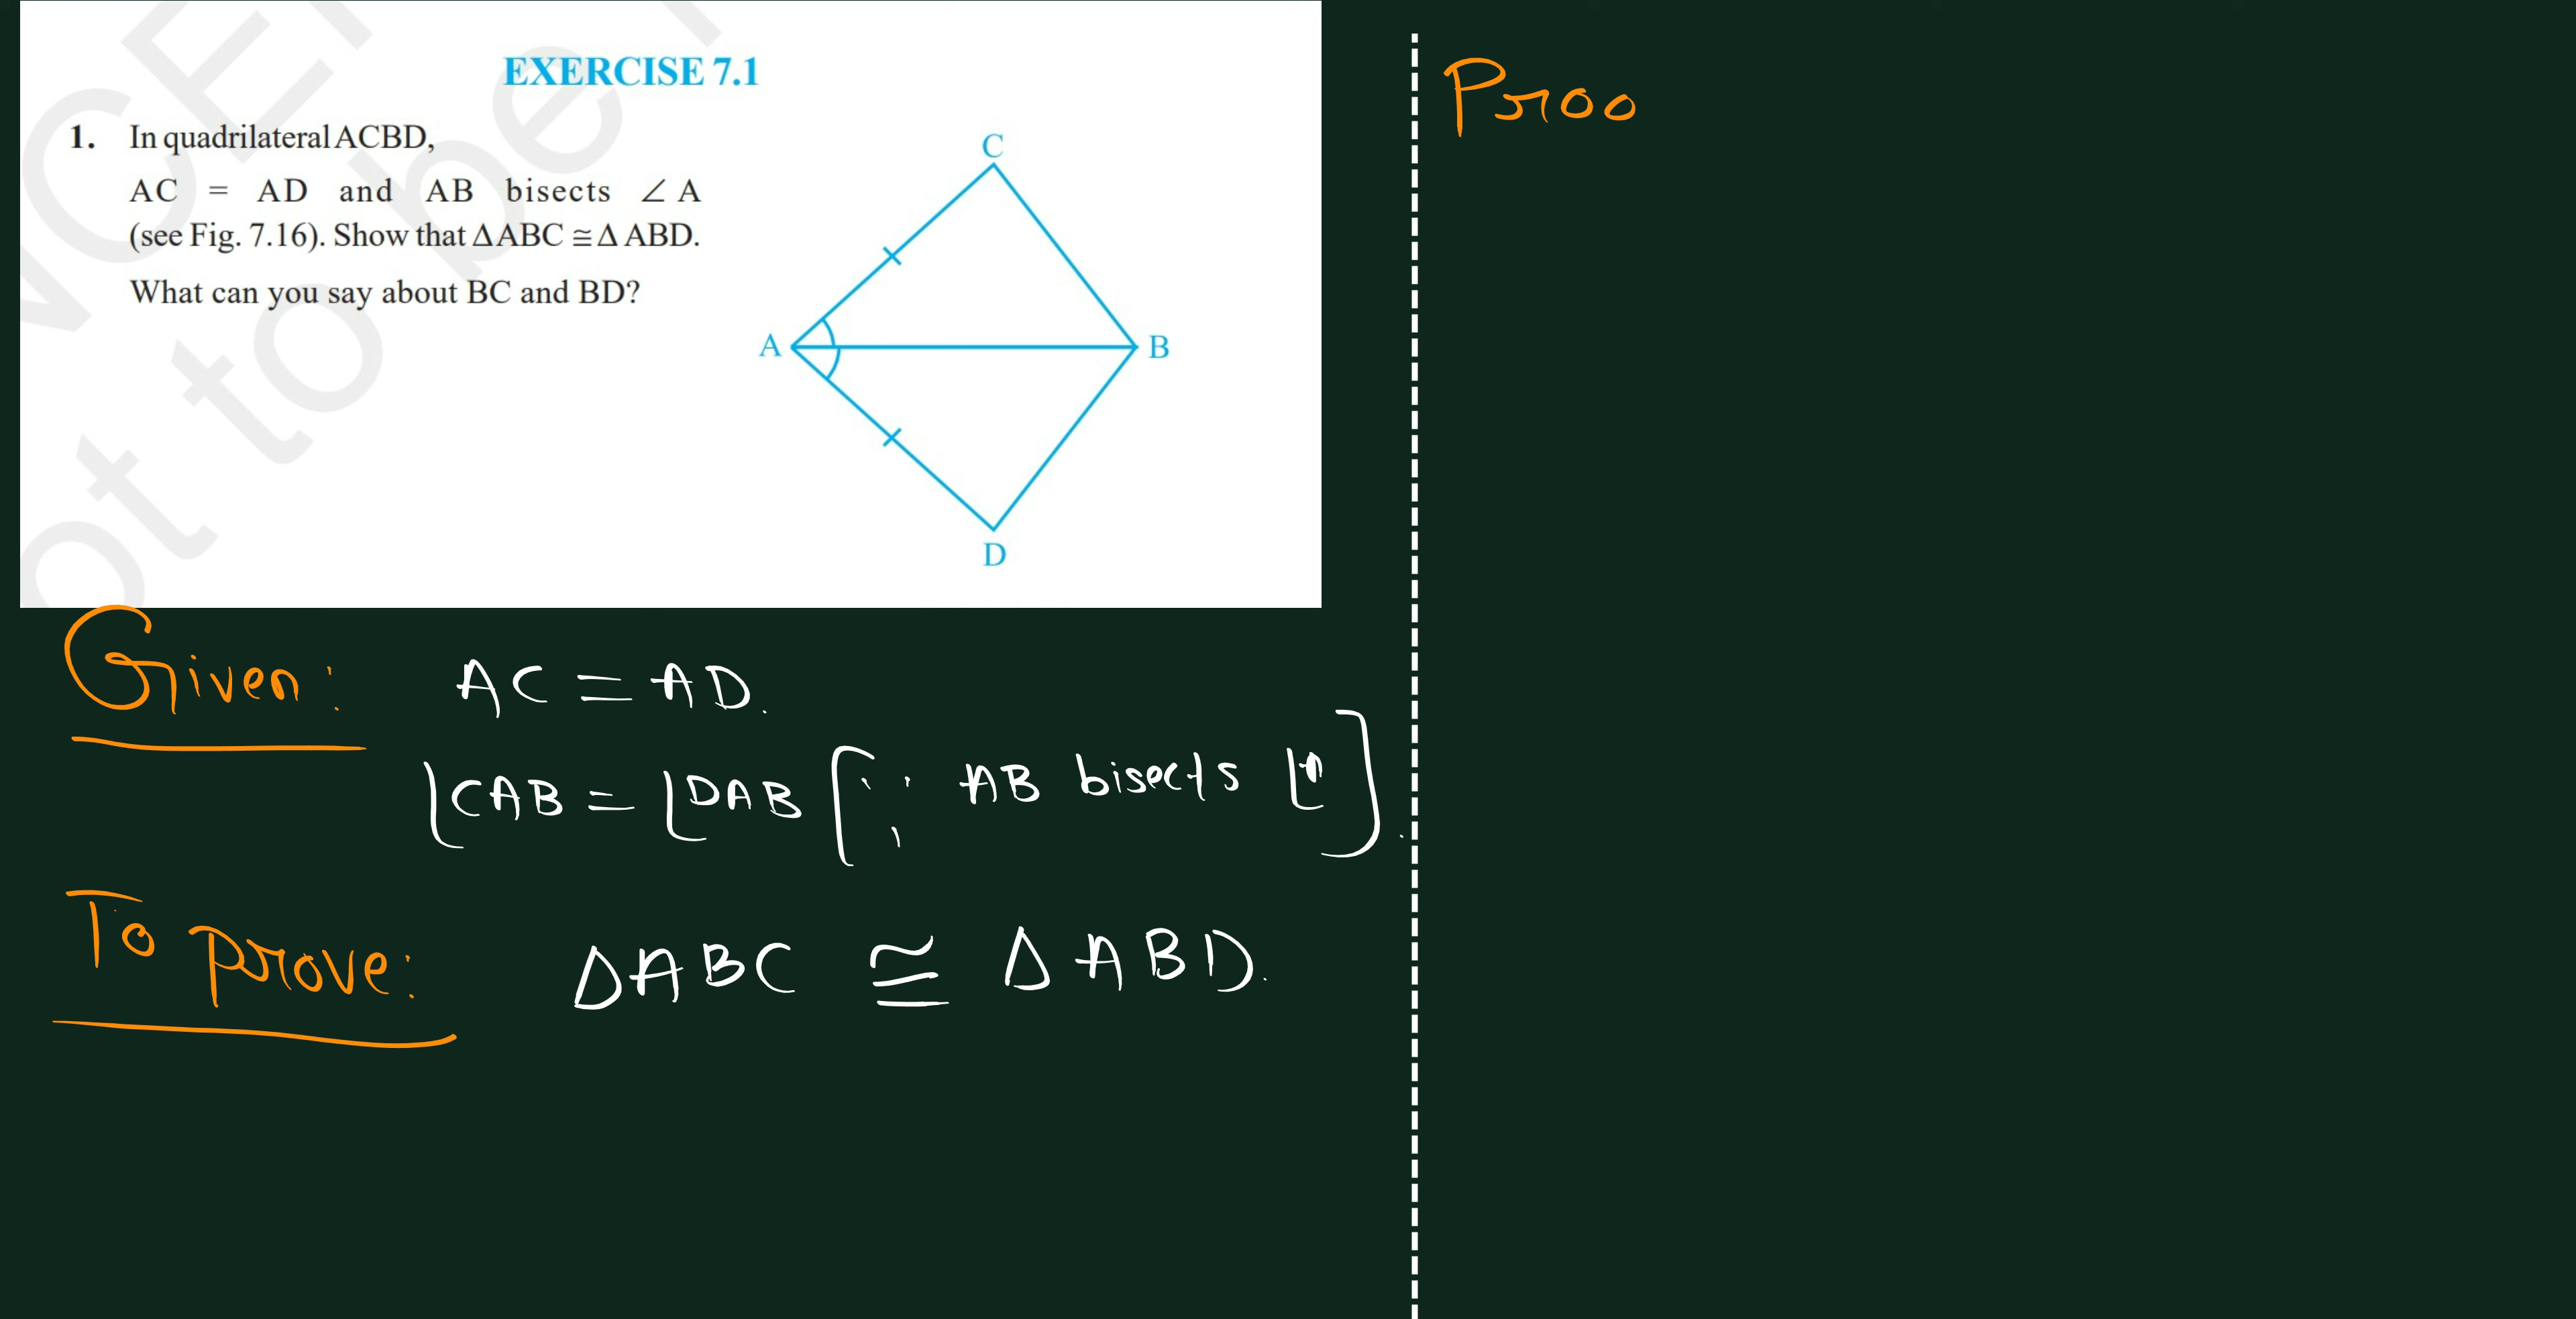 EXERCISE 7.1
1. In quadrilateral ACBD,
AC = AD and AB bisects ∠ A
(see Fig. 7.16). Show that Δ ABC ≅ Δ ABD.
What can you say about BC and BD?
C
A
B
D
Given: AC = AD.
∠CAB = ∠DAB [∵ AB bisects ∠A].
To prove: ΔABC ≅ ΔABD.
Proo